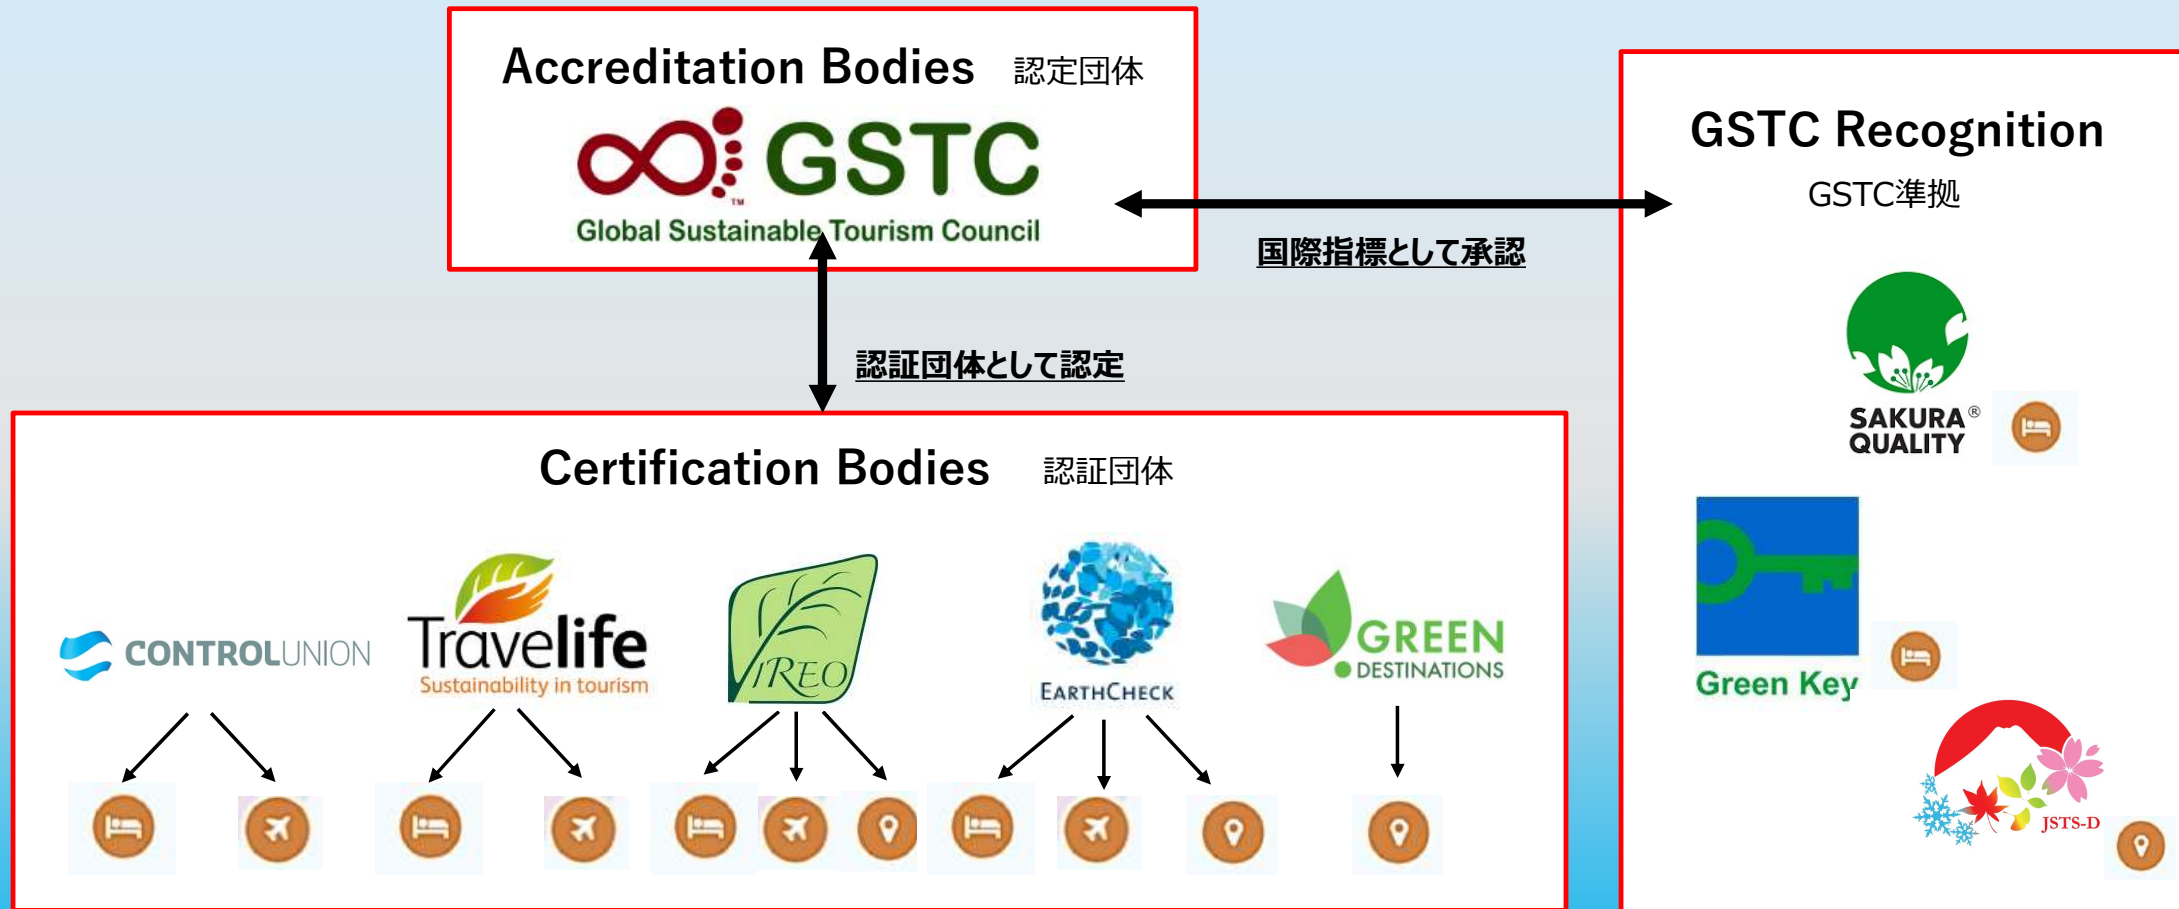 Accreditation Bodies 認定団体
GSTC
TM
Global Sustainable Tourism Council
国際指標として承認
認証団体として認定
Certification Bodies 認証団体
CONTROLUNION
Travelife
Sustainability in tourism
VIREO
EARTHCHECK
GREEN
DESTINATIONS
GSTC Recognition
GSTC準拠
SAKURA®
QUALITY
Green Key
JSTS-D